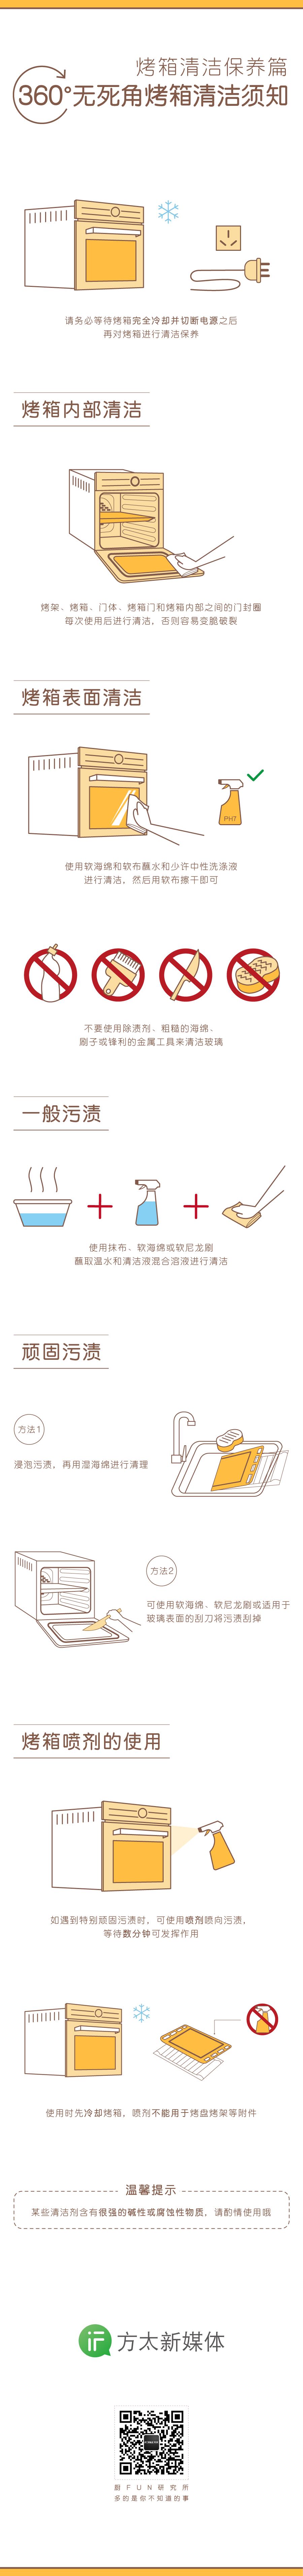 烤箱清洁保养篇
360°无死角烤箱清洁须知
请务必等待烤箱完全冷却并切断电源之后
再对烤箱进行清洁保养
烤箱内部清洁
烤架、烤箱、门体、烤箱门和烤箱内部之间的门封圈
每次使用后进行清洁，否则容易变脆破裂
烤箱表面清洁
PH7
使用软海绵和软布蘸水和少许中性洗涤液
进行清洁，然后用软布擦干即可
不要使用除渍剂、粗糙的海绵、
刷子或锋利的金属工具来清洁玻璃
一般污渍
使用抹布、软海绵或软尼龙刷
蘸取温水和清洁液混合溶液进行清洁
顽固污渍
方法1
浸泡污渍，再用湿海绵进行清理
方法2
可使用软海绵、软尼龙刷或适用于
玻璃表面的刮刀将污渍刮掉
烤箱喷剂的使用
如遇到特别顽固污渍时，可使用喷剂喷向污渍，
等待数分钟可发挥作用
使用时先冷却烤箱，喷剂不能用于烤盘烤架等附件
温馨提示
某些清洁剂含有很强的碱性或腐蚀性物质，请酌情使用哦
iF 方太新媒体
厨FUN研究所
多的是你不知道的事